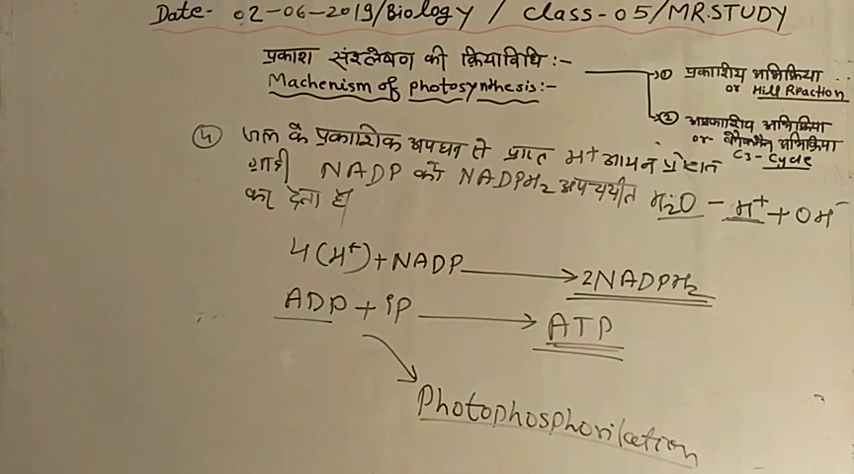 Date- 02-06-2019/Biology / Class-05/MR.STUDY
प्रकाश संश्लेषण की क्रियाविधि :-
Machenism of photosynthesis:-
① प्रकाशीय अभिक्रिया
or Hill Reaction
② अप्रकाशीय अभिक्रिया
or अभिक्रिया
C3-Cycle
④ जल के प्रकाशिक अपघटन से प्राप्त H+ आयन
NADP को NADPH2 अपचयीत H2O - H+ + OH-
कर देता है
4(H+)+NADP → 2NADPH2
ADP + iP → ATP
Photophosphorilcation